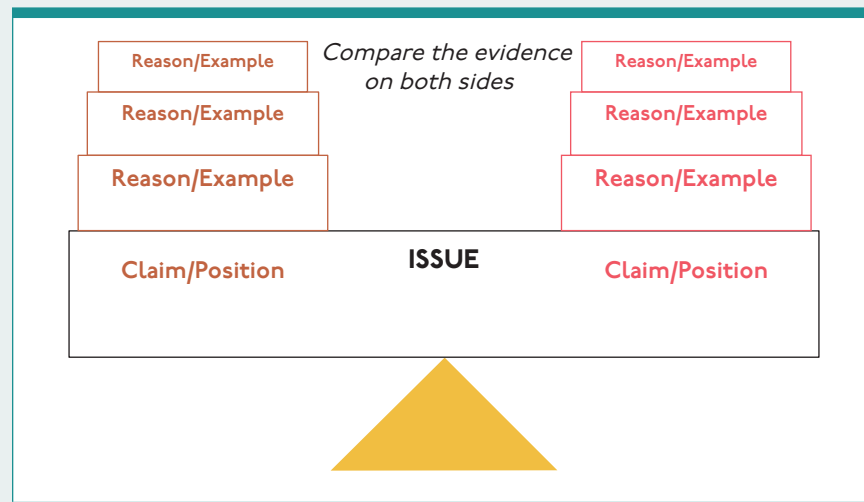 Reason/Example
Compare the evidence
on both sides
Reason/Example
Reason/Example
Reason/Example
Reason/Example
Reason/Example
ISSUE
Claim/Position
Claim/Position